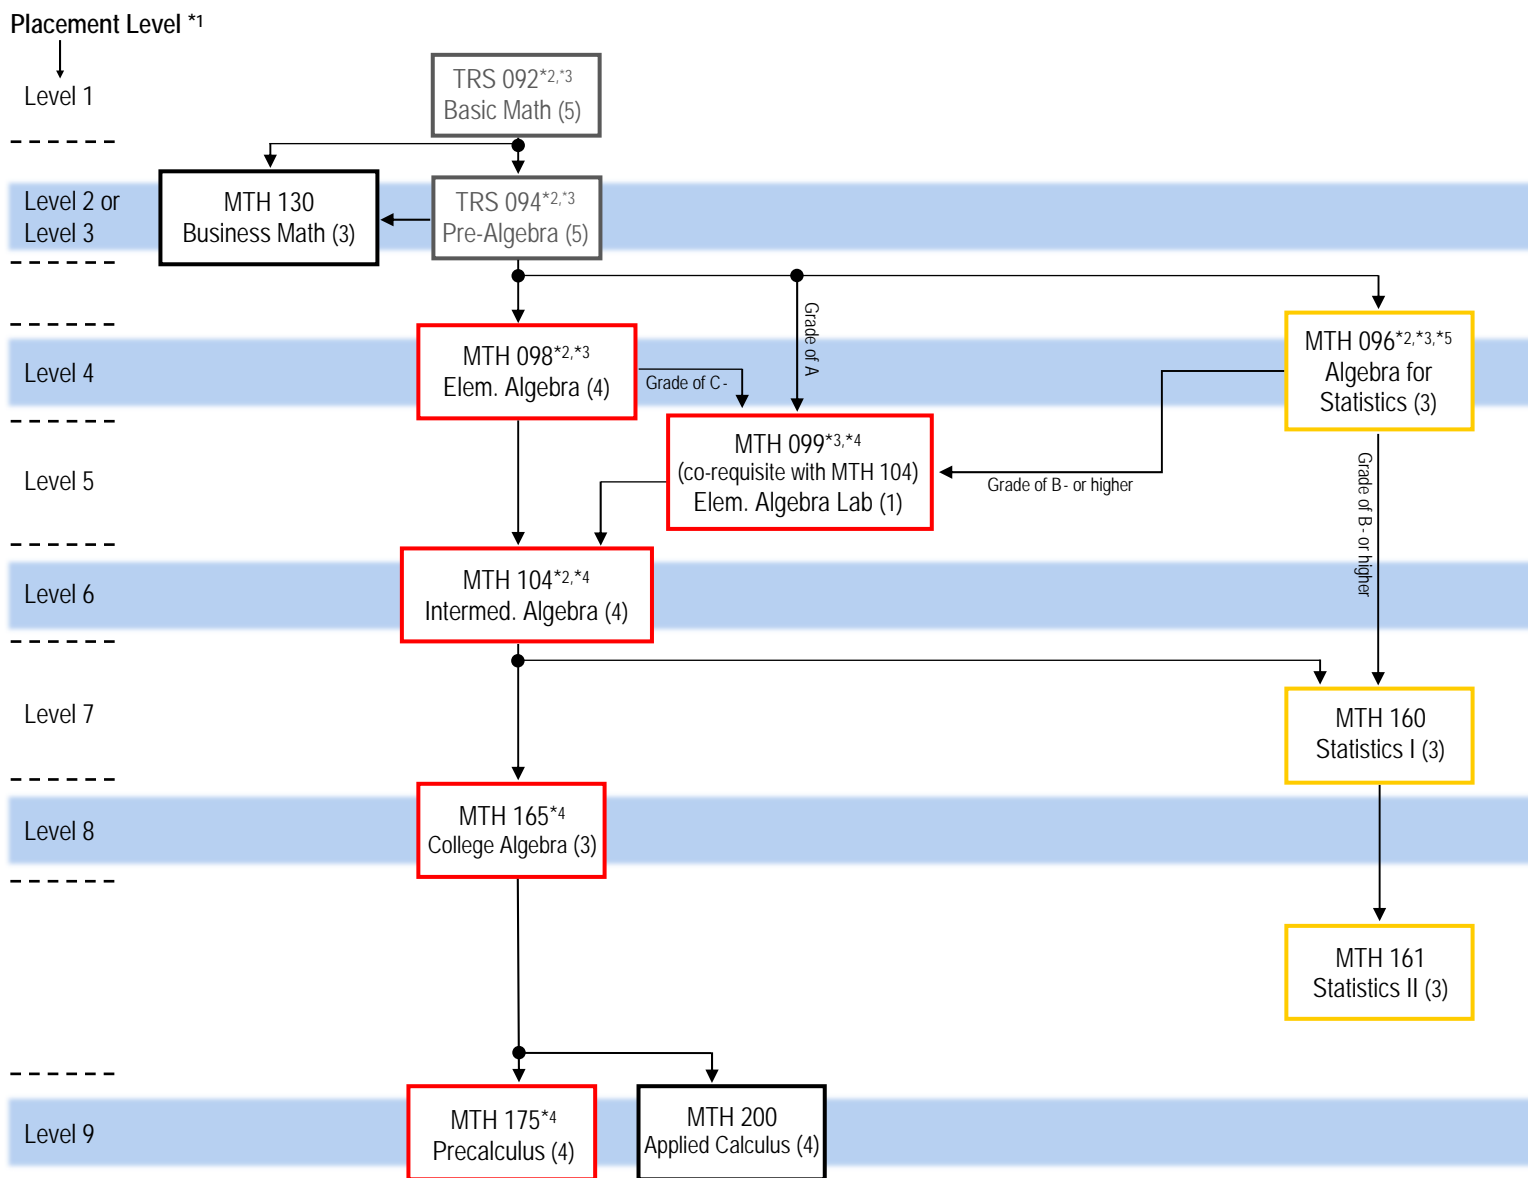 Placement Level *1
Level 1
TRS 092*2,*3
Basic Math (5)
Level 2 or
Level 3
MTH 130
Business Math (3)
TRS 094*2,*3
Pre-Algebra (5)
Level 4
MTH 098*2,*3
Elem. Algebra (4)
Grade of C -
Grade of A
MTH 096*2,*3,*5
Algebra for
Statistics (3)
Level 5
MTH 099*3,*4
(co-requisite with MTH 104)
Elem. Algebra Lab (1)
Grade of B - or higher
Grade of B - or higher
Level 6
MTH 104*2,*4
Intermed. Algebra (4)
Level 7
MTH 160
Statistics I (3)
Level 8
MTH 165*4
College Algebra (3)
MTH 161
Statistics II (3)
Level 9
MTH 175*4
Precalculus (4)
MTH 200
Applied Calculus (4)